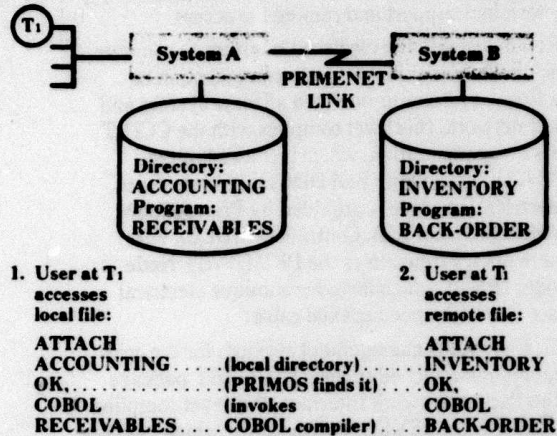 T1
System A
System B
PRIMENET
LINK
Directory:
ACCOUNTING
Program:
RECEIVABLES
Directory:
INVENTORY
Program:
BACK-ORDER
1. User at T1
accesses
local file:
2. User at T1
accesses
remote file:
ATTACH ATTACH
ACCOUNTING.....(local directory).....INVENTORY
OK,........(PRIMOS finds it).....OK,
COBOL (invokes COBOL
RECEIVABLES.... COBOL compiler).....BACK-ORDER